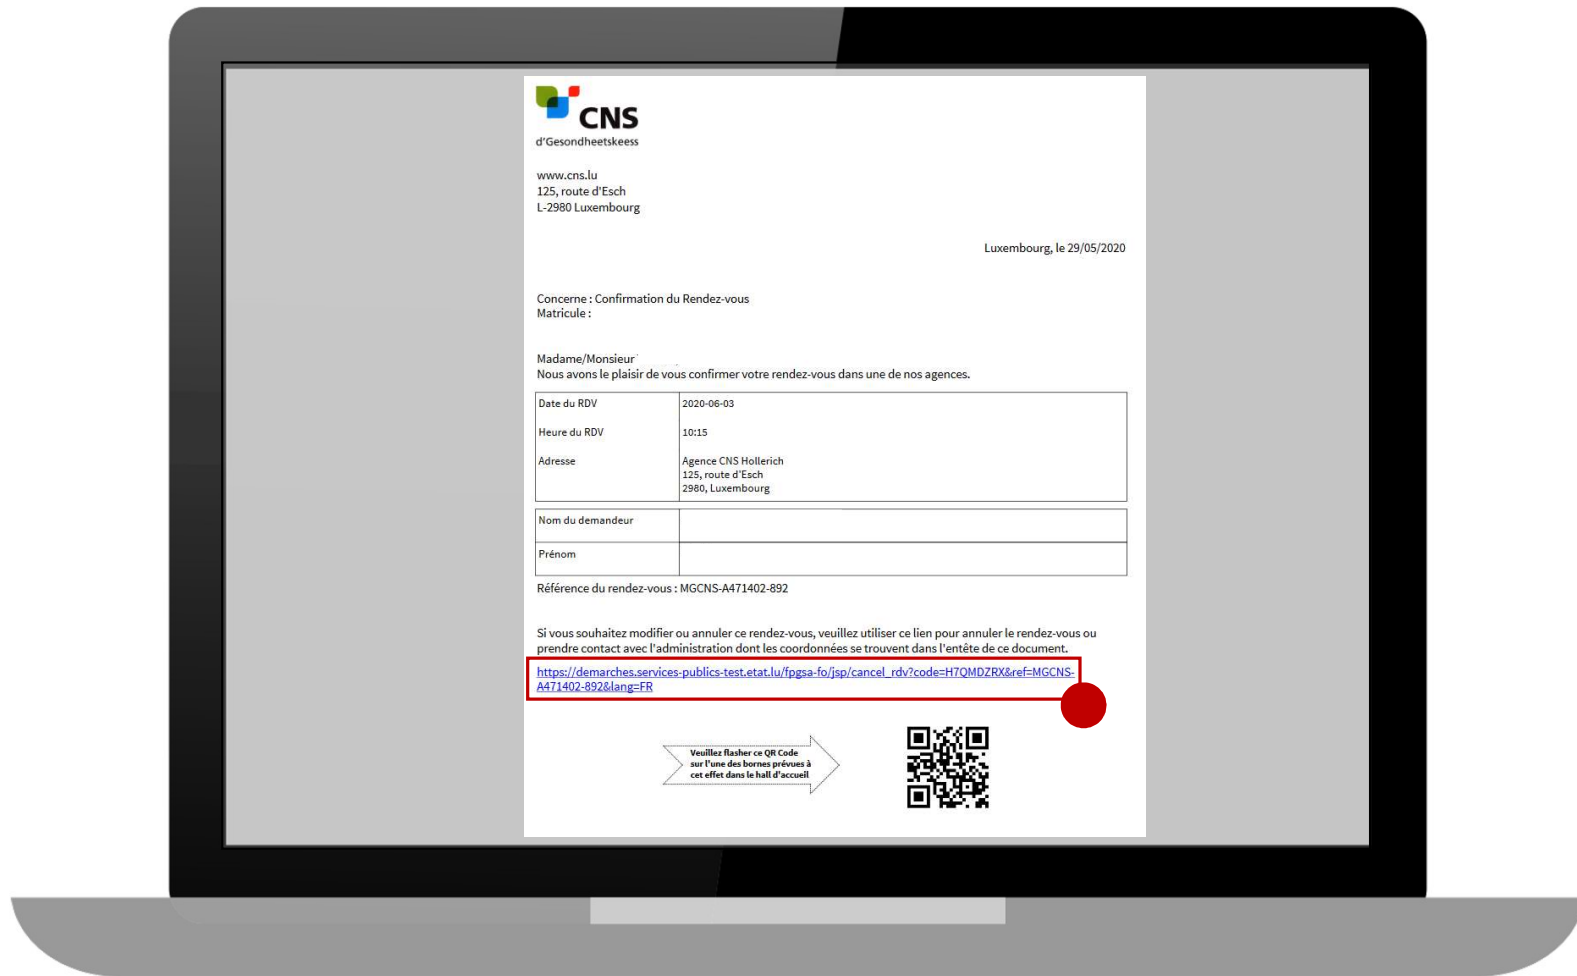 CNS
d'Gesondheetskeess
www.cns.lu
125, route d'Esch
L-2980 Luxembourg
Luxembourg, le 29/05/2020
Concerne : Confirmation du Rendez-vous
Matricule :
Madame/Monsieur
Nous avons le plaisir de vous confirmer votre rendez-vous dans une de nos agences.
Date du RDV 2020-06-03
Heure du RDV 10:15
Adresse Agence CNS Hollerich
125, route d'Esch
2980, Luxembourg
Nom du demandeur
Prénom
Référence du rendez-vous : MGCNS-A471402-892
Si vous souhaitez modifier ou annuler ce rendez-vous, veuillez utiliser ce lien pour annuler le rendez-vous ou
prendre contact avec l'administration dont les coordonnées se trouvent dans l'entête de ce document.
https://demarches.services-publics-test.etat.lu/fpgsa-fo/jsp/cancel_rdv?code=H7QMDZRX&ref=MGCNS-
A471402-892&lang=FR
Veuillez flasher ce QR Code
sur l'une des bornes prévues à
cet effet dans le hall d'accueil